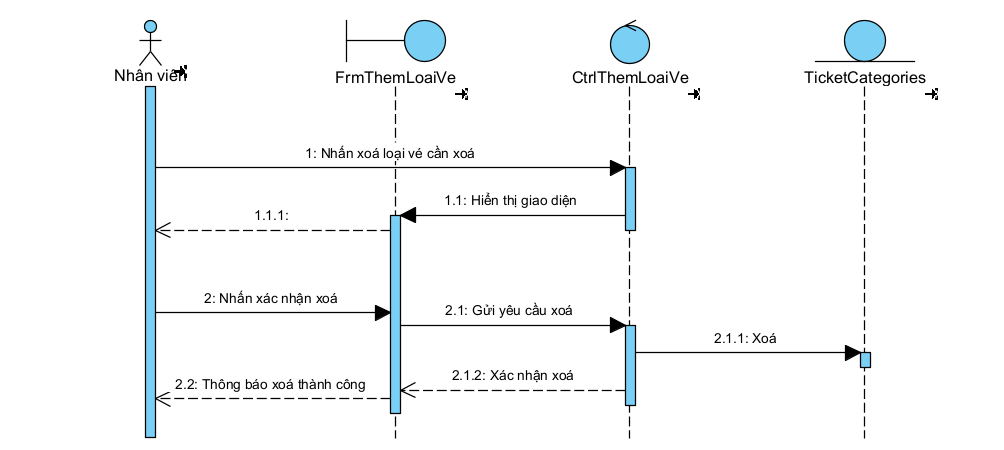 Nhân viên
FrmThemLoaiVe
CtrlThemLoaiVe
TicketCategories
1: Nhấn xoá loại vé cần xoá
1.1: Hiển thị giao diện
1.1.1:
2: Nhấn xác nhận xoá
2.1: Gửi yêu cầu xoá
2.1.1: Xoá
2.1.2: Xác nhận xoá
2.2: Thông báo xoá thành công